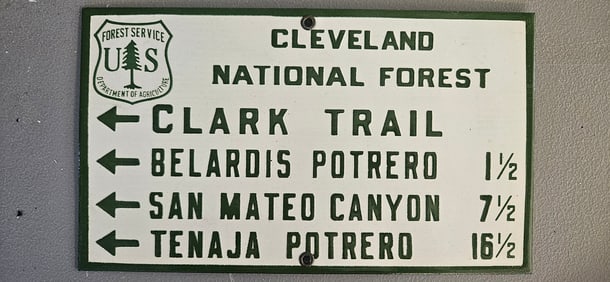 FOREST SERVICE
U S
DEPARTMENT OF AGRICULTURE
CLEVELAND
NATIONAL FOREST
CLARK TRAIL
BELARDIS POTRERO 1½
SAN MATEO CANYON 7½
TENAJA POTRERO 16½